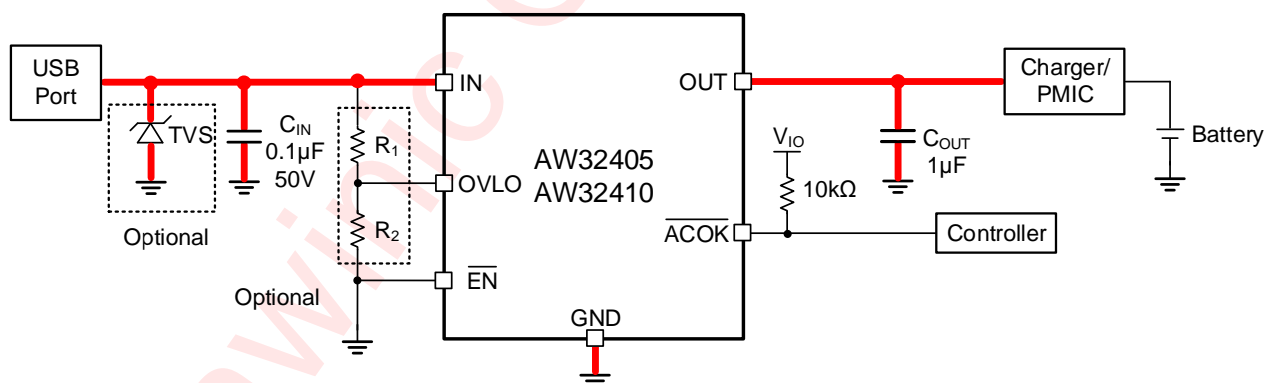 USB
Port
TVS
Optional
C_IN
0.1µF
50V
R₁
R₂
Optional
IN
OVLO
EN
AW32405
AW32410
GND
OUT
ACOK
V_IO
10kΩ
C_OUT
1µF
Controller
Charger/
PMIC
Battery
awinic